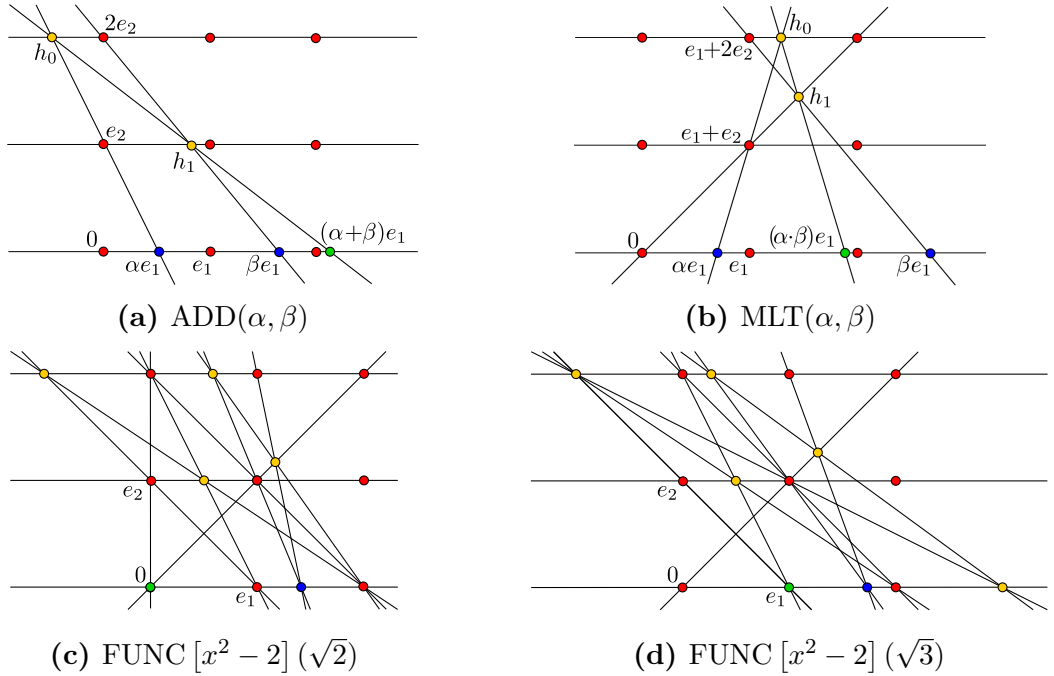 2e₂
h₀
e₂
h₁
0
αe₁
e₁
βe₁
(α+β)e₁
(a) ADD(α, β)
h₀
e₁+2e₂
h₁
e₁+e₂
0
αe₁
e₁
(α·β)e₁
βe₁
(b) MLT(α, β)
e₂
0
e₁
(c) FUNC [x² − 2] (√2)
e₂
0
e₁
(d) FUNC [x² − 2] (√3)